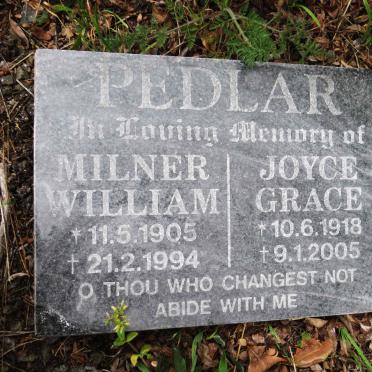 PEDLAR
In Loving Memory of
MILNER WILLIAM
* 11.5.1905
† 21.2.1994
JOYCE GRACE
* 10.6.1918
† 9.1.2005
O THOU WHO CHANGEST NOT
ABIDE WITH ME